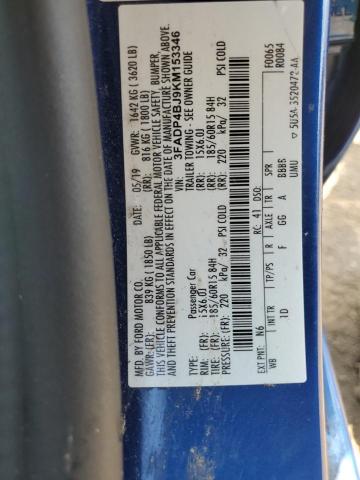 MFD. BY FORD MOTOR CO.
05/19
GVWR: 1642 KG ( 3620 LB)
GAWR:(FR): 839 KG (1850 LB)
(RR): 816 KG (1800 LB)
THIS VEHICLE CONFORMS TO ALL APPLICABLE FEDERAL MOTOR VEHICLE SAFETY, BUMPER,
AND THEFT PREVENTION STANDARDS IN EFFECT ON THE DATE OF MANUFACTURE SHOWN ABOVE
VIN: 3FADP4BJ9KM153346
TYPE: Passenger Car
TRAILER TOWING - SEE OWNER GUIDE
RIM: (FR): 15X6.0J
(RR): 15X6.0J
TIRE: (FR): 185/60R15 84H
(RR): 185/60R15 84H
PRESSURE:(FR): 220 kPa/ 32 PSI COLD
(RR): 220 kPa/ 32 PSI COLD
EXT PNT: N6
RC: 41 DSO:
F0065
R0084
WB INT TR TP/PS R AXLE TR SPR
1D F GG A BBBB
UMU
5U5A-3520472-AA